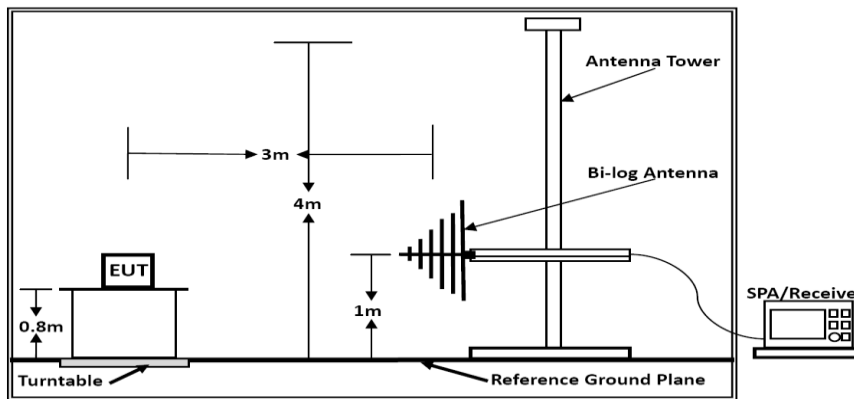 Antenna Tower
3m
Bi-log Antenna
4m
EUT
1m
0.8m
SPA/Receive
Turntable
Reference Ground Plane